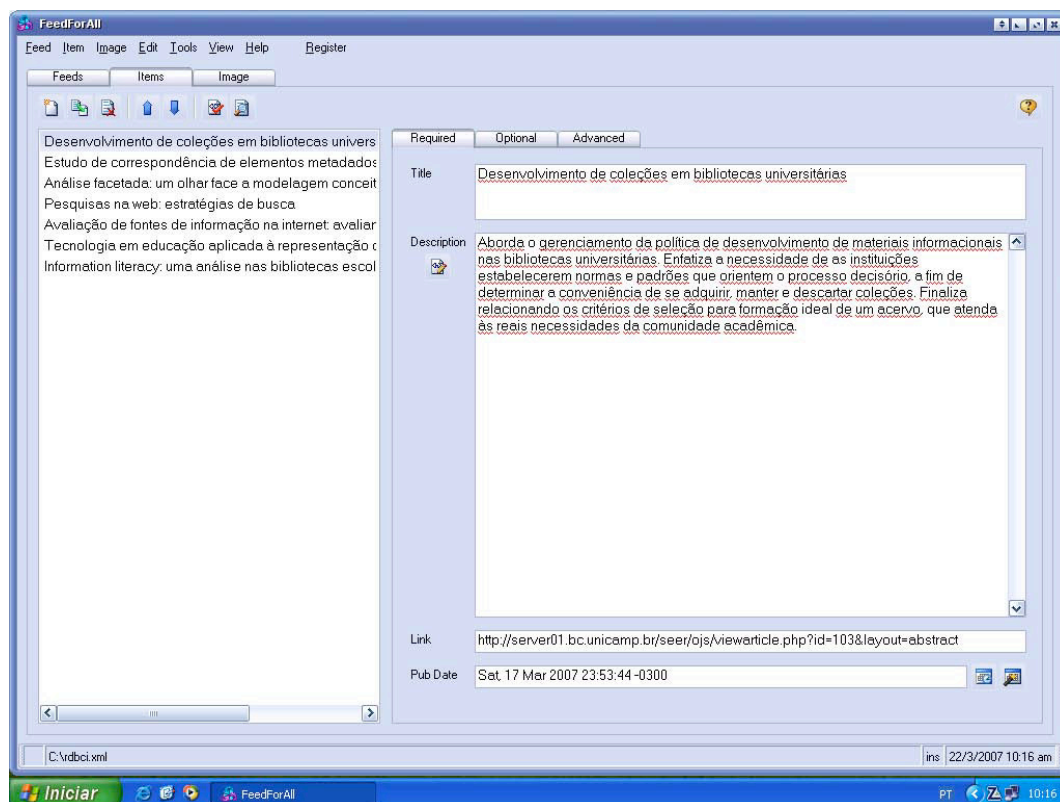 FeedForAll
Feed Item Image Edit Tools View Help Register
Feeds Items Image
Desenvolvimento de coleções em bibliotecas univers
Estudo de correspondência de elementos metadados
Análise facetada: um olhar face a modelagem conceit
Pesquisas na web: estratégias de busca
Avaliação de fontes de informação na internet: avaliar
Tecnologia em educação aplicada à representação c
Information literacy: uma análise nas bibliotecas escol
Required Optional Advanced
Title
Desenvolvimento de coleções em bibliotecas universitárias
Description
Aborda o gerenciamento da política de desenvolvimento de materiais informacionais
nas bibliotecas universitárias. Enfatiza a necessidade de as instituições
estabelecerem normas e padrões que orientem o processo decisório, a fim de
determinar a conveniência de se adquirir, manter e descartar coleções. Finaliza
relacionando os critérios de seleção para formação ideal de um acervo, que atenda
às reais necessidades da comunidade acadêmica.
Link
http://server01.bc.unicamp.br/seer/ojs/viewarticle.php?id=103&layout=abstract
Pub Date
Sat, 17 Mar 2007 23:53:44 -0300
C:\rdbci.xml
ins 22/3/2007 10:16 am
Iniciar FeedForAll PT 10:16